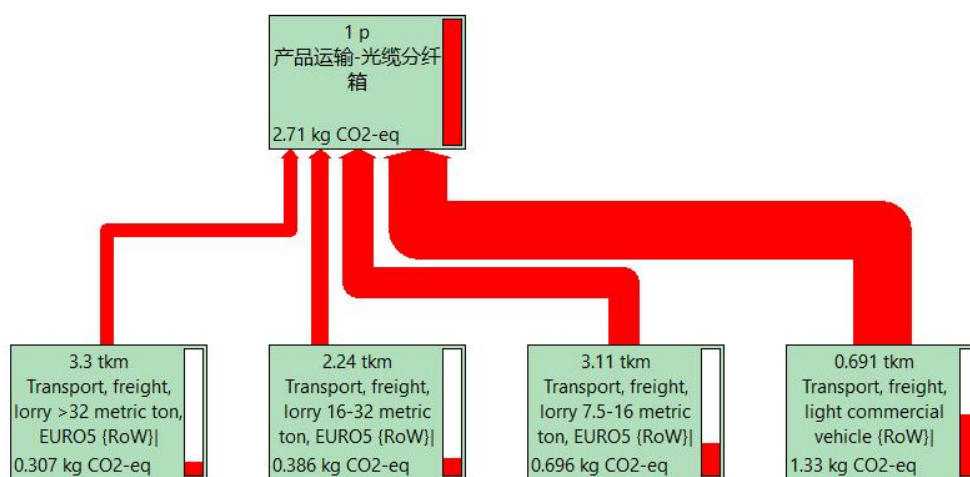 1 p
产品运输-光缆分纤
箱
2.71 kg CO2-eq
3.3 tkm
Transport, freight,
lorry >32 metric ton,
EURO5 {RoW}|
0.307 kg CO2-eq
2.24 tkm
Transport, freight,
lorry 16-32 metric
ton, EURO5 {RoW}|
0.386 kg CO2-eq
3.11 tkm
Transport, freight,
lorry 7.5-16 metric
ton, EURO5 {RoW}|
0.696 kg CO2-eq
0.691 tkm
Transport, freight,
light commercial
vehicle {RoW}|
1.33 kg CO2-eq